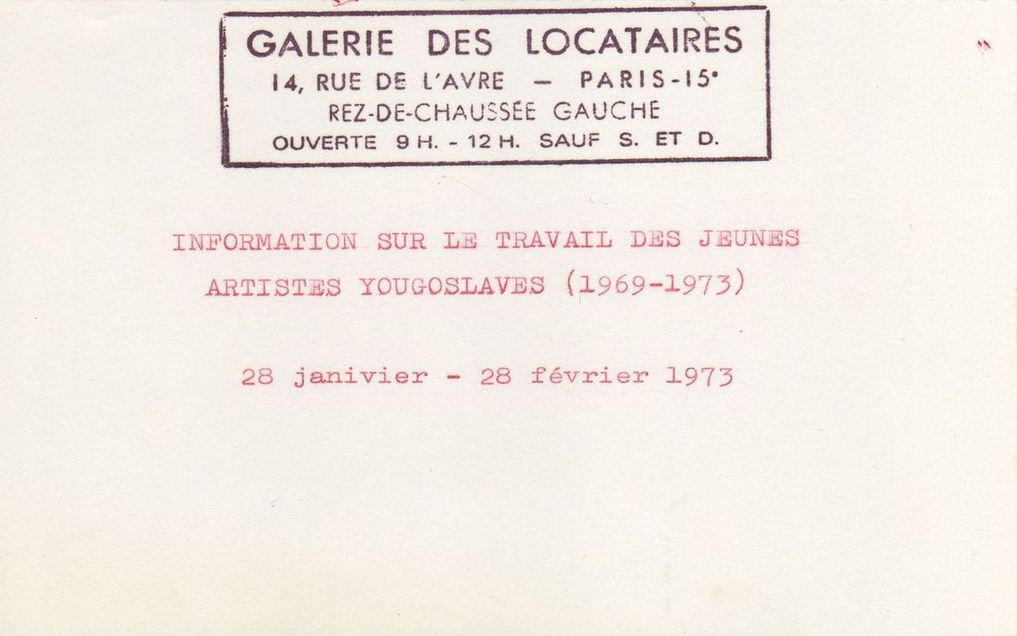 GALERIE DES LOCATAIRES
14, RUE DE L'AVRE — PARIS-15°
REZ-DE-CHAUSSÉE GAUCHE
OUVERTE 9 H. - 12 H. SAUF S. ET D.
INFORMATION SUR LE TRAVAIL DES JEUNES
ARTISTES YOUGOSLAVES (1969-1973)
28 janivier - 28 février 1973